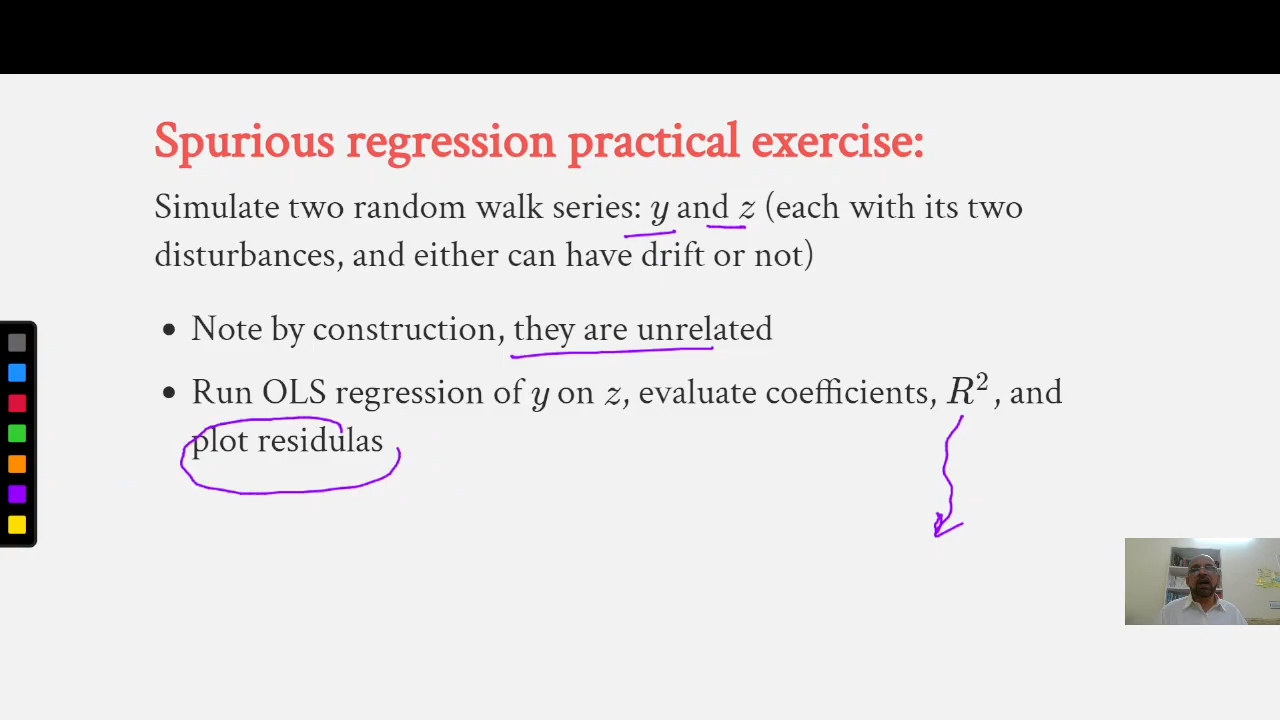 Spurious regression practical exercise:
Simulate two random walk series: y and z (each with its two
disturbances, and either can have drift or not)
• Note by construction, they are unrelated
• Run OLS regression of y on z, evaluate coefficients, R², and
plot residulas